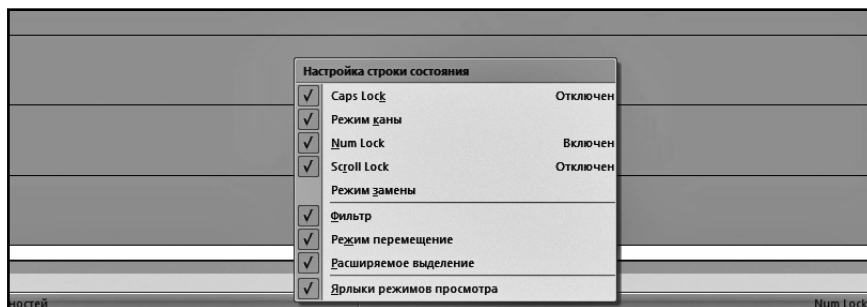 Настройка строки состояния
Caps Lock Отключен
Режим каны
Num Lock Включен
Scroll Lock Отключен
Режим замены
Фильтр
Режим перемещение
Расширяемое выделение
Ярлыки режимов просмотра
ностей Num Lock